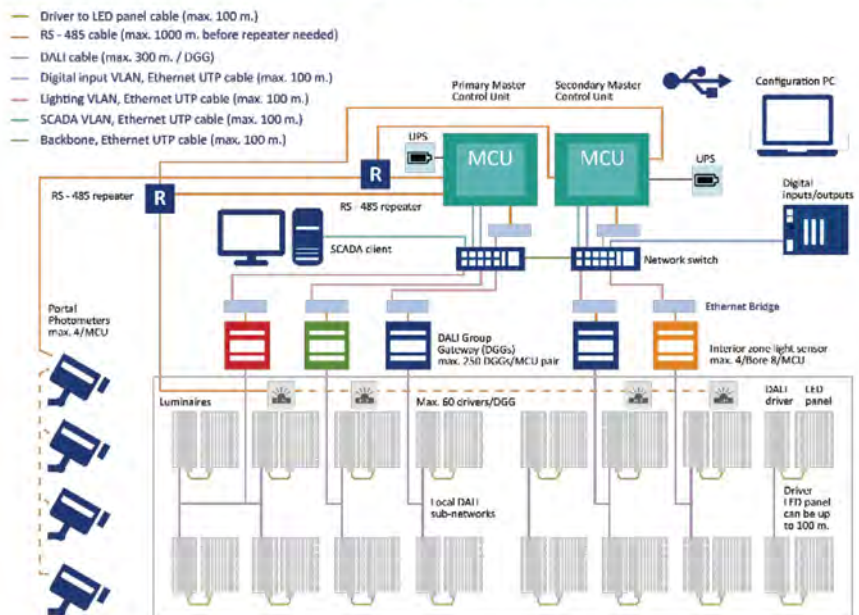 Driver to LED panel cable (max. 100 m.)
RS - 485 cable (max. 1000 m. before repeater needed)
DALI cable (max. 300 m. / DGG)
Digital input VLAN, Ethernet UTP cable (max. 100 m.)
Lighting VLAN, Ethernet UTP cable (max. 100 m.)
SCADA VLAN, Ethernet UTP cable (max. 100 m.)
Backbone, Ethernet UTP cable (max. 100 m.)
Primary Master
Control Unit
Secondary Master
Control Unit
Configuration PC
UPS
MCU
MCU
UPS
R
R
RS - 485 repeater
RS - 485 repeater
Digital
inputs/outputs
SCADA client
Network switch
Ethernet Bridge
Portal
Photometers
max. 4/MCU
DALI Group
Gateway (DGGs)
max. 250 DGGs/MCU pair
Interior zone light sensor
max. 4/Bore 8/MCU
Luminaires
Max. 60 drivers/DGG
DALI
driver
LED
panel
Local DALI
sub-networks
Driver
LED panel
can be up
to 100 m.